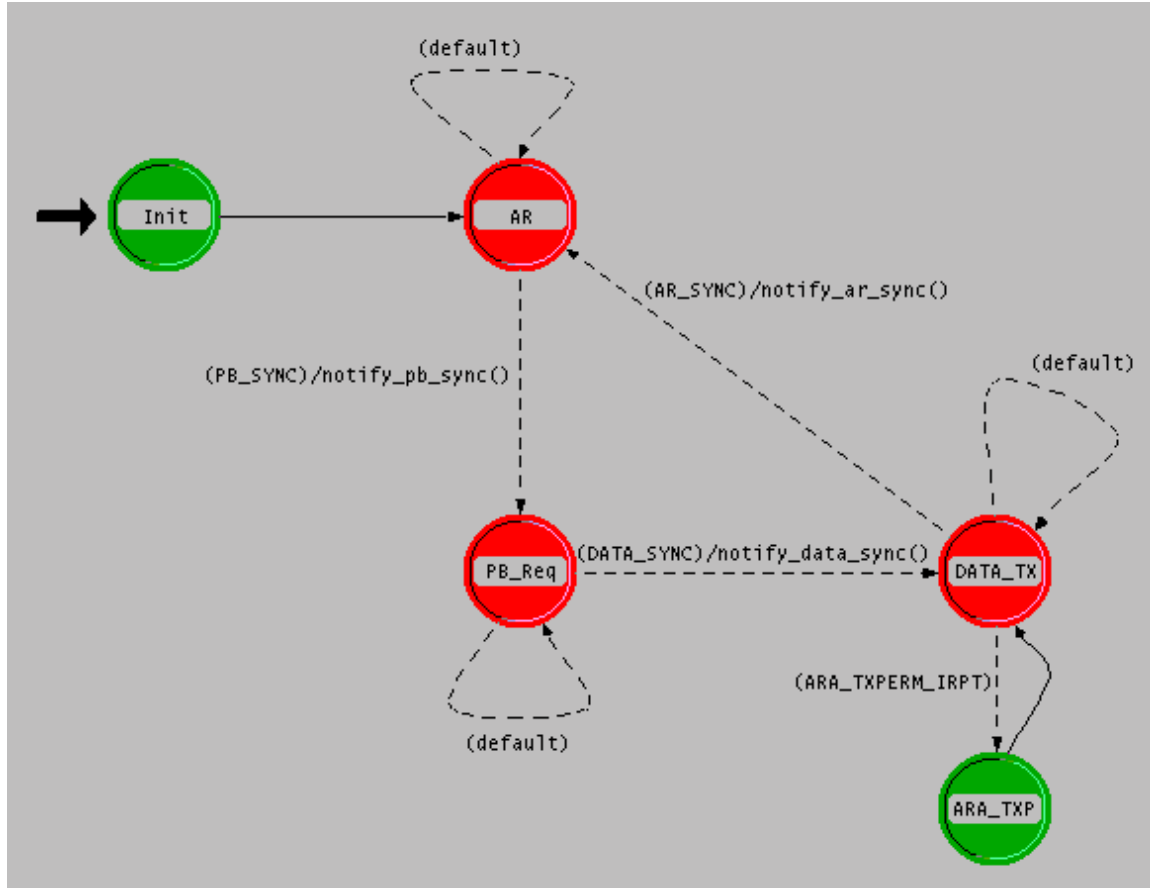 (default)
Init
AR
(AR_SYNC)/notify_ar_sync()
(PB_SYNC)/notify_pb_sync()
(default)
(DATA_SYNC)/notify_data_sync()
PB_Req
DATA_TX
(ARA_TXPERM_IRPT)
(default)
ARA_TXP